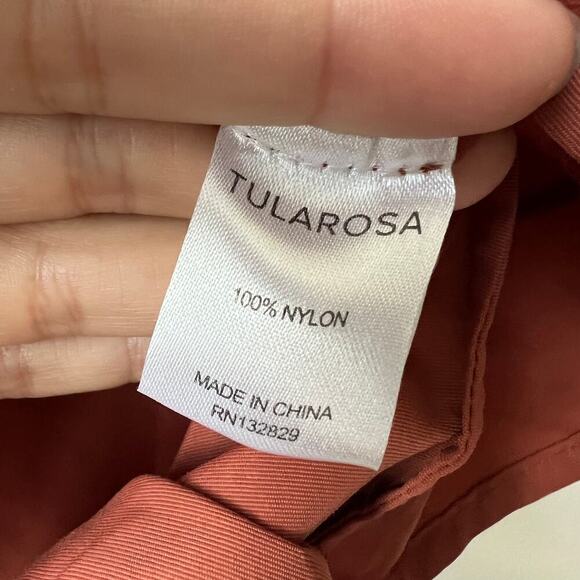 TULAROSA
100% NYLON
MADE IN CHINA
RN132829